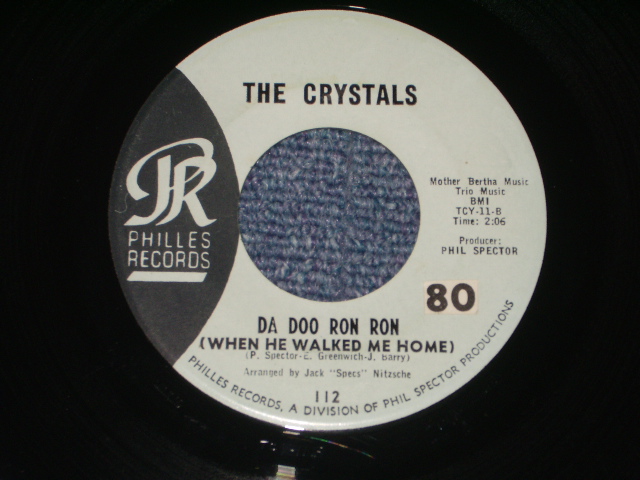 THE CRYSTALS
PR
PHILLES
RECORDS
Mother Bertha Music
Trio Music
BMI
TCY-11-B
Time: 2:06
Producer:
PHIL SPECTOR
80
DA DOO RON RON
(WHEN HE WALKED ME HOME)
(P. Spector-E. Greenwich-J. Barry)
Arranged by Jack "Specs" Nitzsche
112
PHILLES RECORDS, A DIVISION OF PHIL SPECTOR PRODUCTIONS